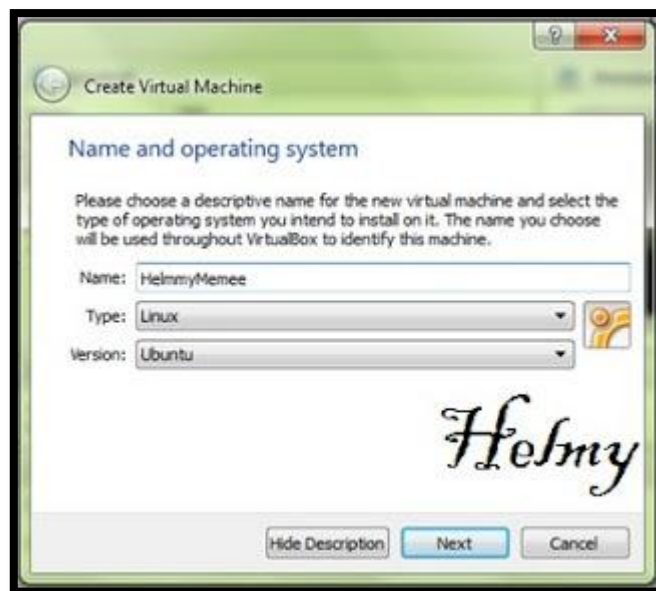 Create Virtual Machine
Name and operating system
Please choose a descriptive name for the new virtual machine and select the
type of operating system you intend to install on it. The name you choose
will be used throughout VirtualBox to identify this machine.
Name: HelmmyMemee
Type: Linux
Version: Ubuntu
Helmy
Hide Description Next Cancel